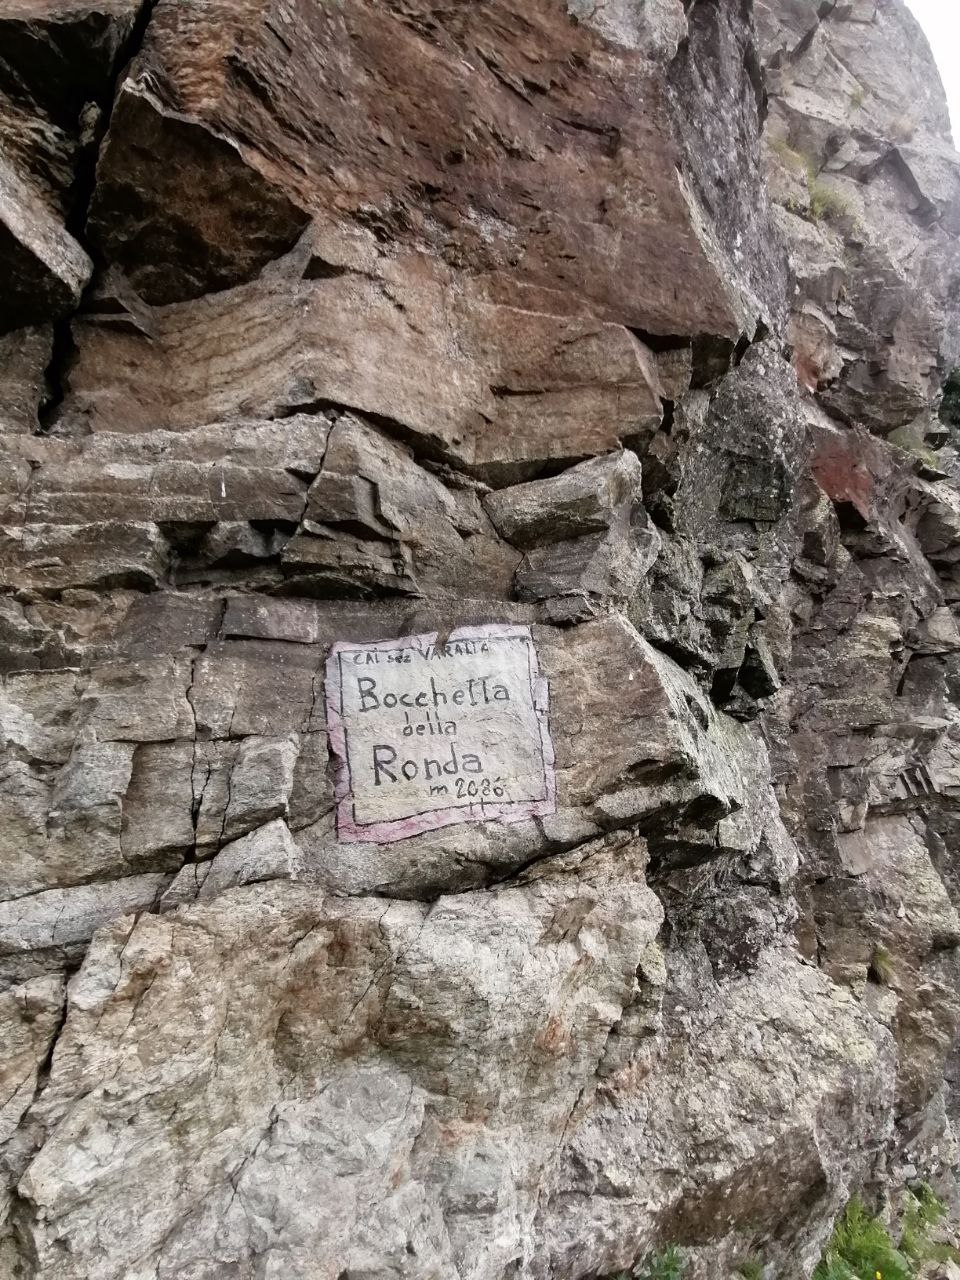 CAI sez VARALLO
Bocchetta
della
Ronda
m 2086